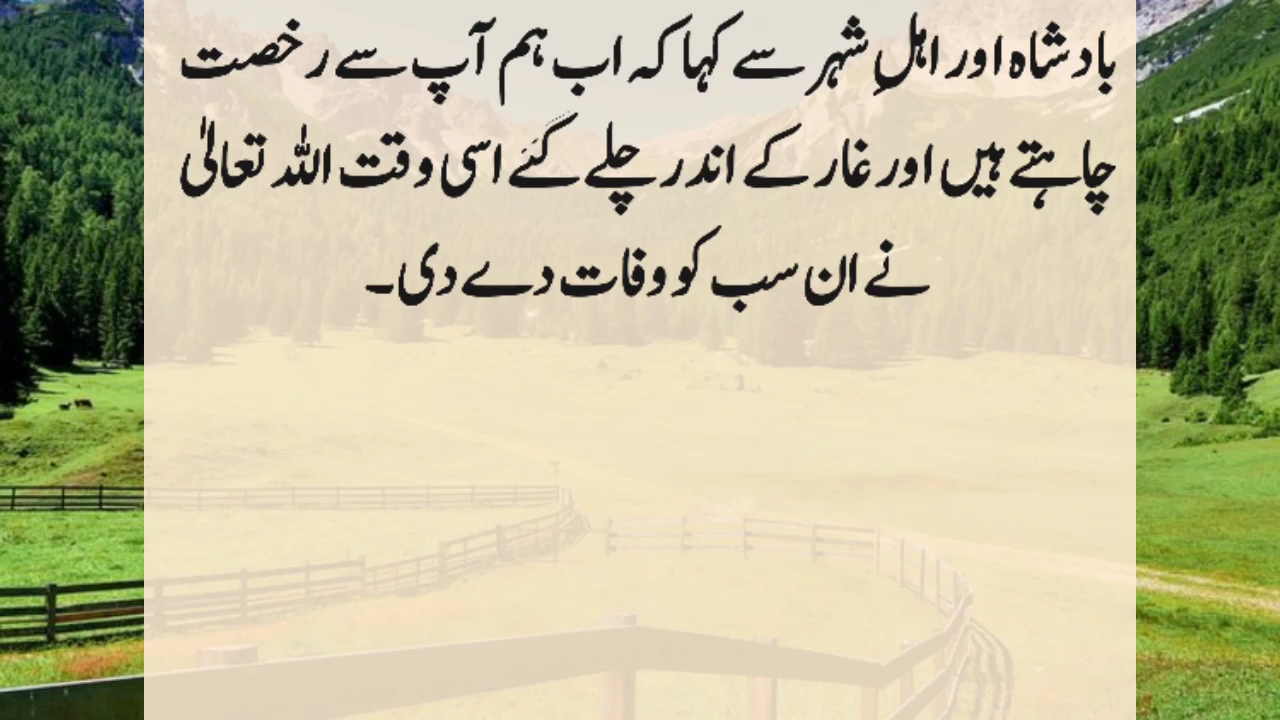 بادشاہ اور اہلِ شہر سے کہا کہ اب ہم آپ سے رخصت
چاہتے ہیں اور غار کے اندر چلے گئے اسی وقت اللہ تعالیٰ
نے ان سب کو وفات دے دی۔